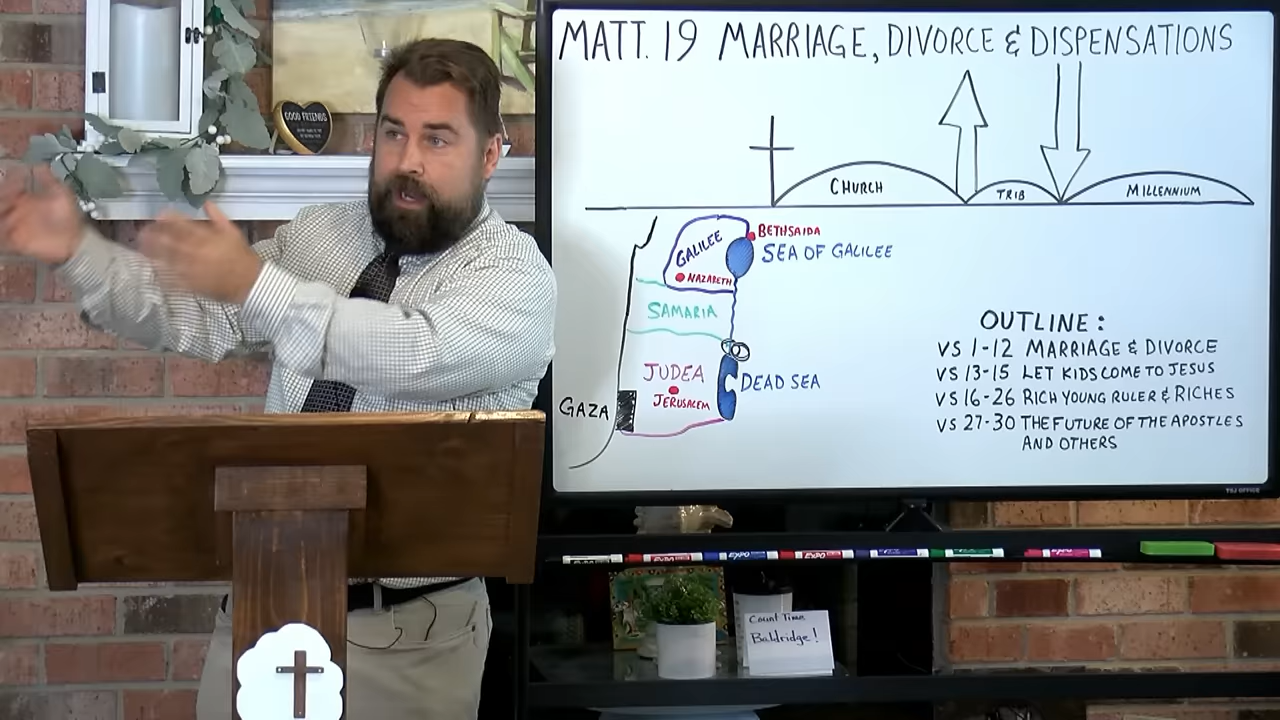 MATT. 19 MARRIAGE, DIVORCE & DISPENSATIONS
GOOD FRIENDS
CHURCH
TRIB
MILLENNIUM
BETHSAIDA
GALILEE
SEA OF GALILEE
NAZARETH
SAMARIA
JUDEA
DEAD SEA
JERUSALEM
GAZA
OUTLINE:
VS 1-12 MARRIAGE & DIVORCE
VS 13-15 LET KIDS COME TO JESUS
VS 16-26 RICH YOUNG RULER & RICHES
VS 27-30 THE FUTURE OF THE APOSTLES
AND OTHERS
EXPO
EXPO
EXPO
Count Time
Baldridge!